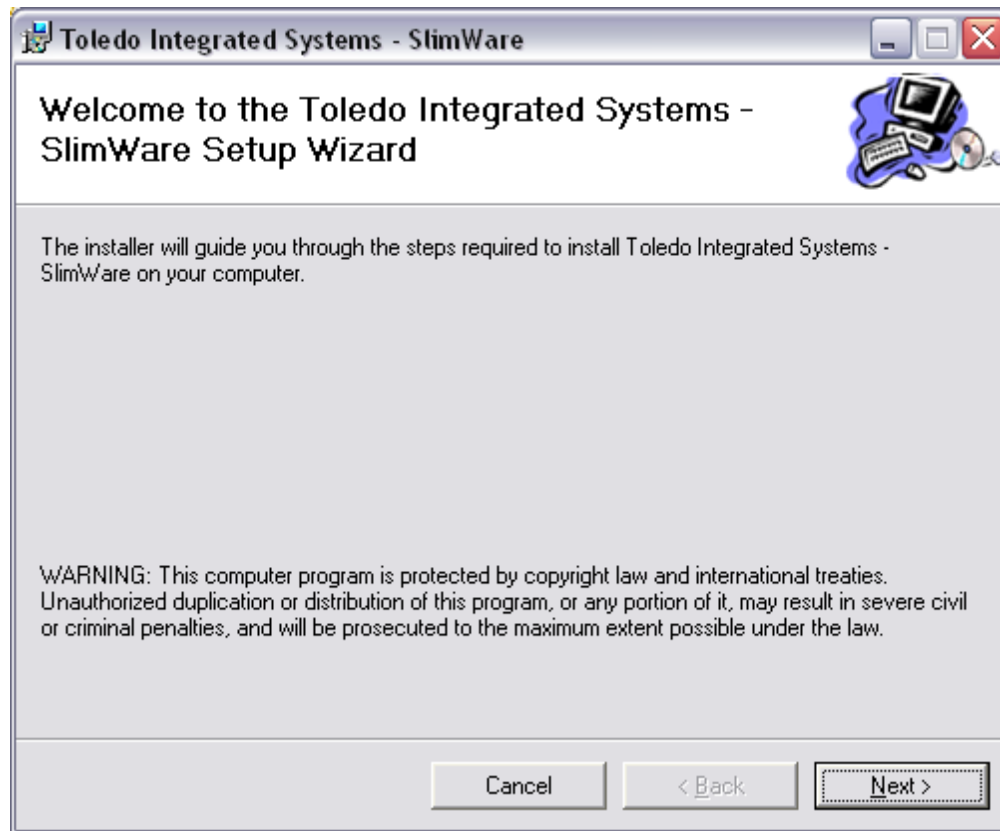 Toledo Integrated Systems - SlimWare
Welcome to the Toledo Integrated Systems -
SlimWare Setup Wizard
The installer will guide you through the steps required to install Toledo Integrated Systems -
SlimWare on your computer.
WARNING: This computer program is protected by copyright law and international treaties.
Unauthorized duplication or distribution of this program, or any portion of it, may result in severe civil
or criminal penalties, and will be prosecuted to the maximum extent possible under the law.
Cancel
< Back
Next >